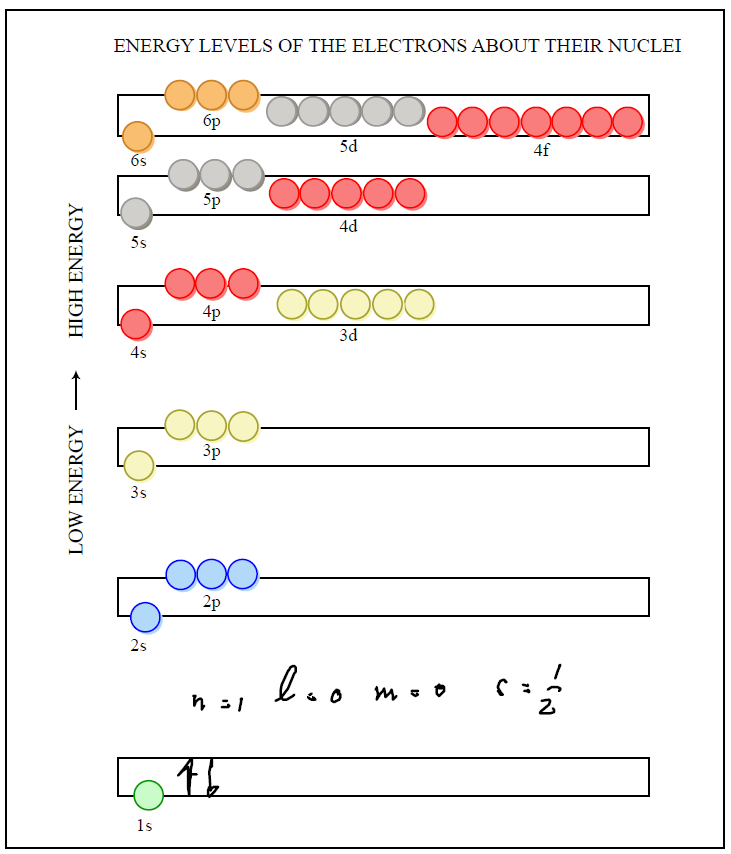 ENERGY LEVELS OF THE ELECTRONS ABOUT THEIR NUCLEI
6p
5d
4f
6s
5p
4d
5s
4p
3d
4s
3p
3s
2p
2s
n=1 l=0 m=0 s=1/2
1s
LOW ENERGY → HIGH ENERGY